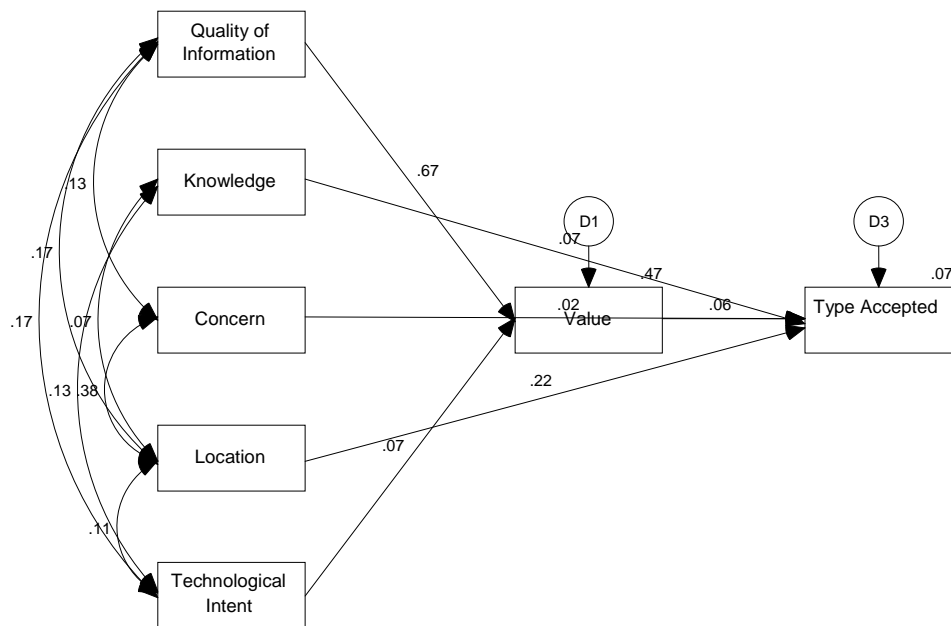 Quality of
Information
.67
.13
Knowledge
D1
D3
.07
.17
.47
.07
Concern
.02
Value
.06
Type Accepted
.17
.07
.13
.38
.22
.07
Location
.11
Technological
Intent